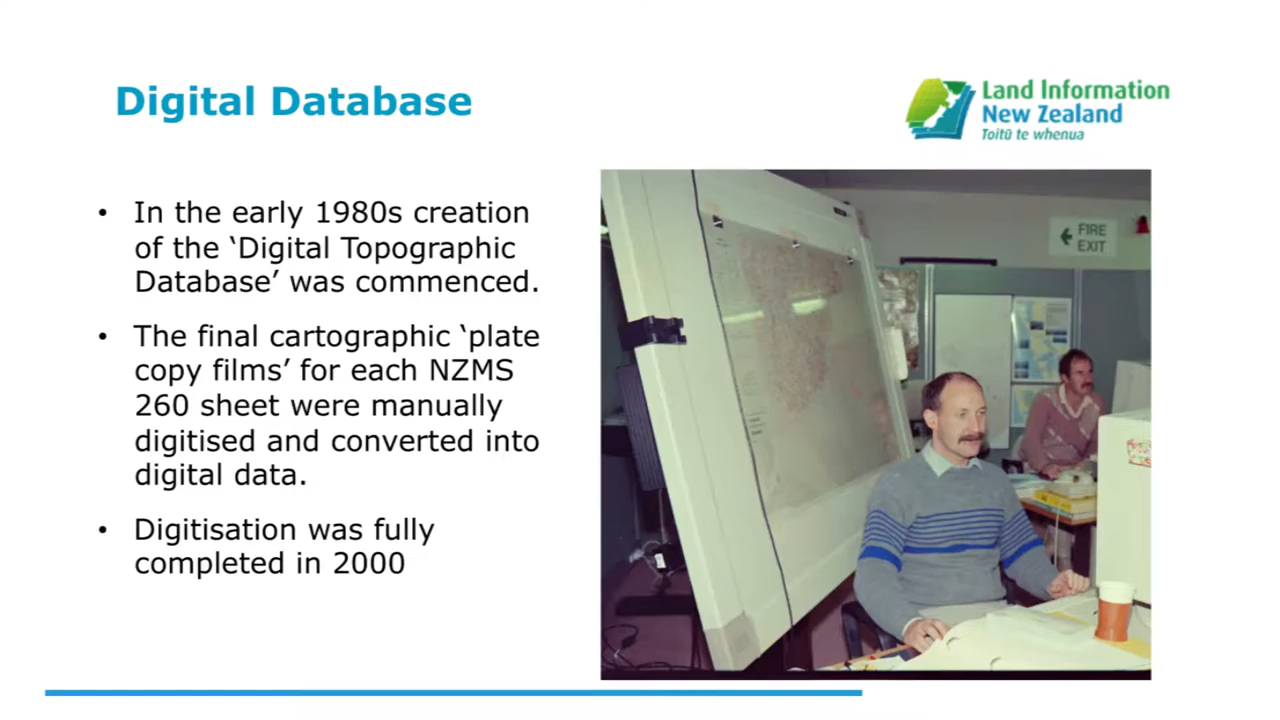 Digital Database
Land Information
New Zealand
Toitū te whenua
• In the early 1980s creation
of the ‘Digital Topographic
Database’ was commenced.
• The final cartographic ‘plate
copy films’ for each NZMS
260 sheet were manually
digitised and converted into
digital data.
• Digitisation was fully
completed in 2000
FIRE
EXIT